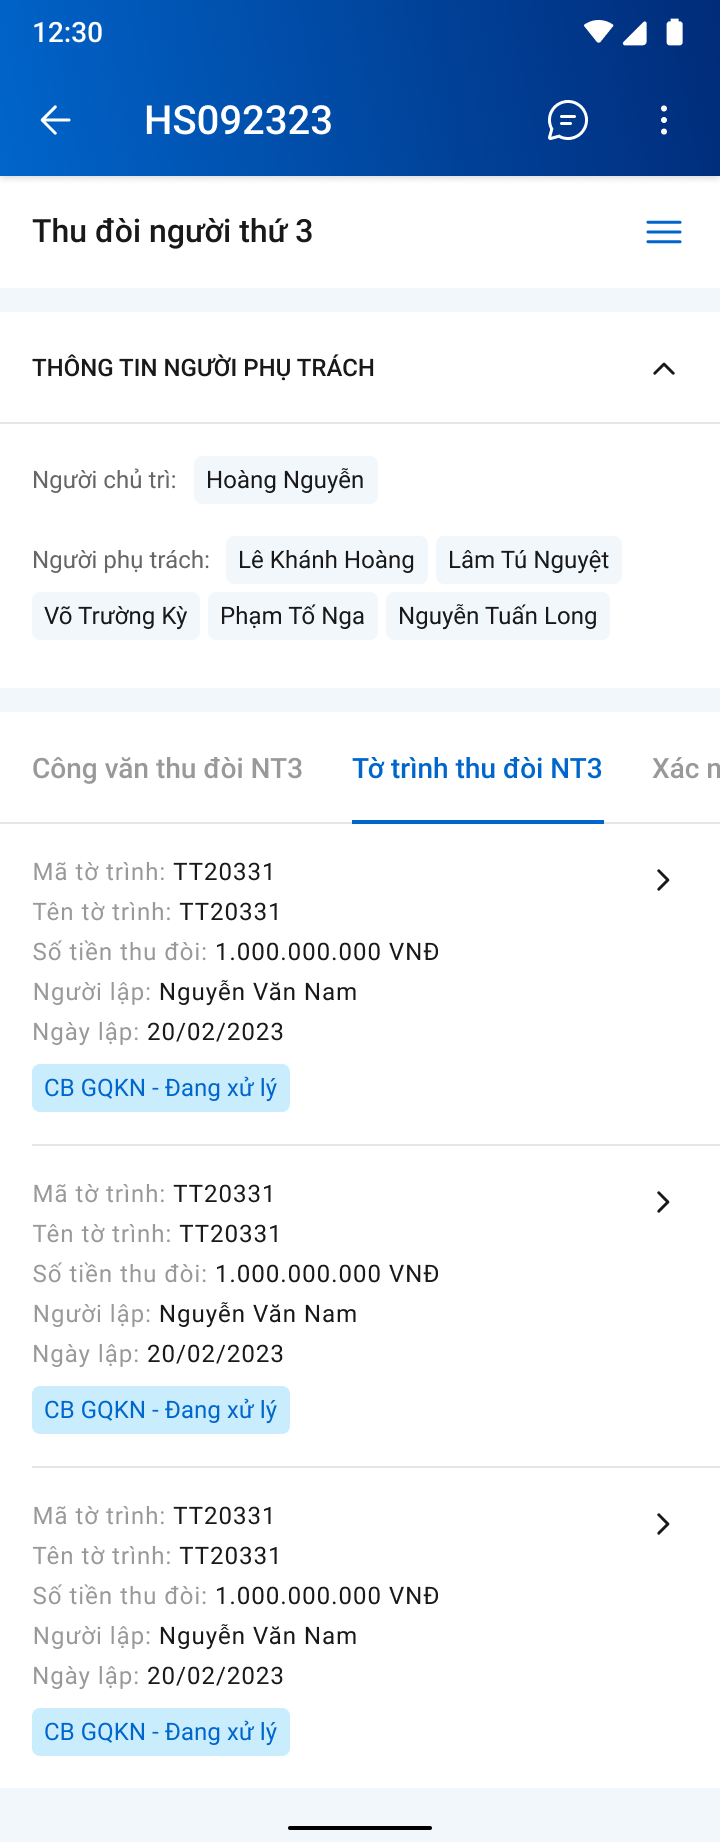 12:30
HS092323
Thu đòi người thứ 3
THÔNG TIN NGƯỜI PHỤ TRÁCH
Người chủ trì: Hoàng Nguyễn
Người phụ trách: Lê Khánh Hoàng Lâm Tú Nguyệt
Võ Trường Kỳ Phạm Tố Nga Nguyễn Tuấn Long
Công văn thu đòi NT3 Tờ trình thu đòi NT3 Xác
Mã tờ trình: TT20331
Tên tờ trình: TT20331
Số tiền thu đòi: 1.000.000.000 VNĐ
Người lập: Nguyễn Văn Nam
Ngày lập: 20/02/2023
CB GQKN - Đang xử lý
Mã tờ trình: TT20331
Tên tờ trình: TT20331
Số tiền thu đòi: 1.000.000.000 VNĐ
Người lập: Nguyễn Văn Nam
Ngày lập: 20/02/2023
CB GQKN - Đang xử lý
Mã tờ trình: TT20331
Tên tờ trình: TT20331
Số tiền thu đòi: 1.000.000.000 VNĐ
Người lập: Nguyễn Văn Nam
Ngày lập: 20/02/2023
CB GQKN - Đang xử lý